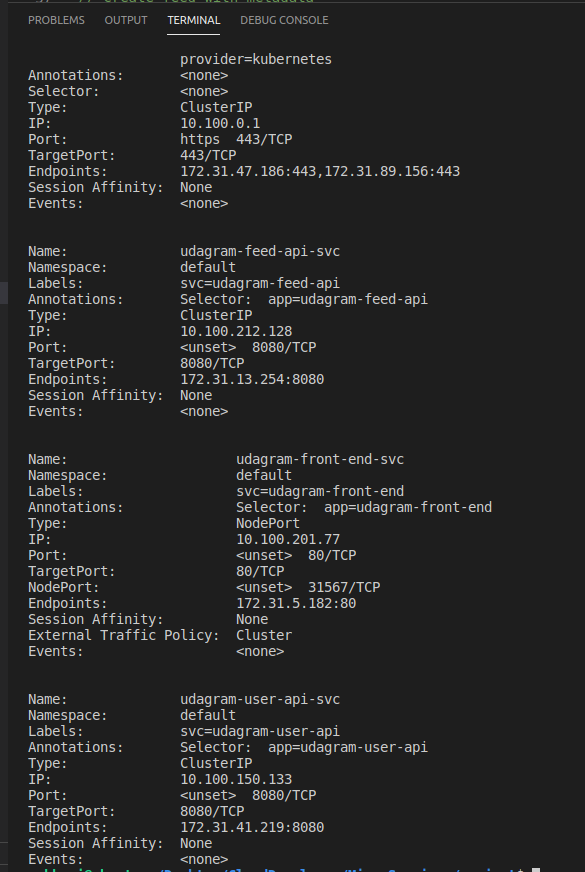 PROBLEMS OUTPUT TERMINAL DEBUG CONSOLE
provider=kubernetes
Annotations: <none>
Selector: <none>
Type: ClusterIP
IP: 10.100.0.1
Port: https 443/TCP
TargetPort: 443/TCP
Endpoints: 172.31.47.186:443,172.31.89.156:443
Session Affinity: None
Events: <none>
Name: udagram-feed-api-svc
Namespace: default
Labels: svc=udagram-feed-api
Annotations: Selector: app=udagram-feed-api
Type: ClusterIP
IP: 10.100.212.128
Port: <unset> 8080/TCP
TargetPort: 8080/TCP
Endpoints: 172.31.13.254:8080
Session Affinity: None
Events: <none>
Name: udagram-front-end-svc
Namespace: default
Labels: svc=udagram-front-end
Annotations: Selector: app=udagram-front-end
Type: NodePort
IP: 10.100.201.77
Port: <unset> 80/TCP
TargetPort: 80/TCP
NodePort: <unset> 31567/TCP
Endpoints: 172.31.5.182:80
Session Affinity: None
External Traffic Policy: Cluster
Events: <none>
Name: udagram-user-api-svc
Namespace: default
Labels: svc=udagram-user-api
Annotations: Selector: app=udagram-user-api
Type: ClusterIP
IP: 10.100.150.133
Port: <unset> 8080/TCP
TargetPort: 8080/TCP
Endpoints: 172.31.41.219:8080
Session Affinity: None
Events: <none>